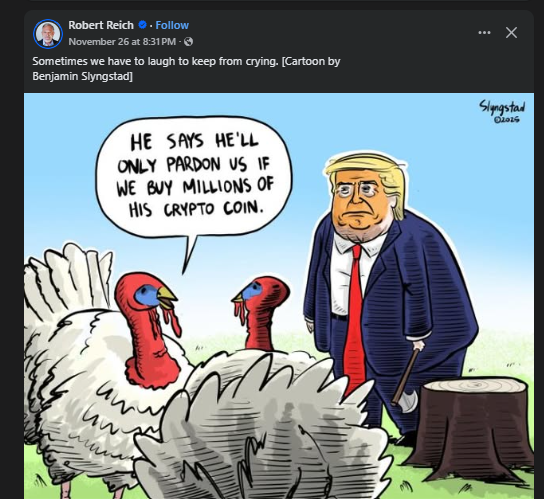 Robert Reich · Follow
November 26 at 8:31 PM ·
Sometimes we have to laugh to keep from crying. [Cartoon by
Benjamin Slyngstad]
Slyngstad
©2025
HE SAYS HE'LL
ONLY PARDON US IF
WE BUY MILLIONS OF
HIS CRYPTO COIN.